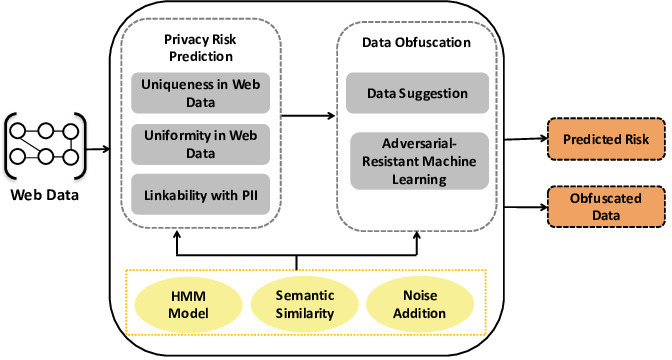 Privacy Risk
Prediction
Uniqueness in Web
Data
Uniformity in Web
Data
Linkability with PII
Data Obfuscation
Data Suggestion
Adversarial-
Resistant Machine
Learning
Web Data
Predicted Risk
Obfuscated
Data
HMM
Model
Semantic
Similarity
Noise
Addition